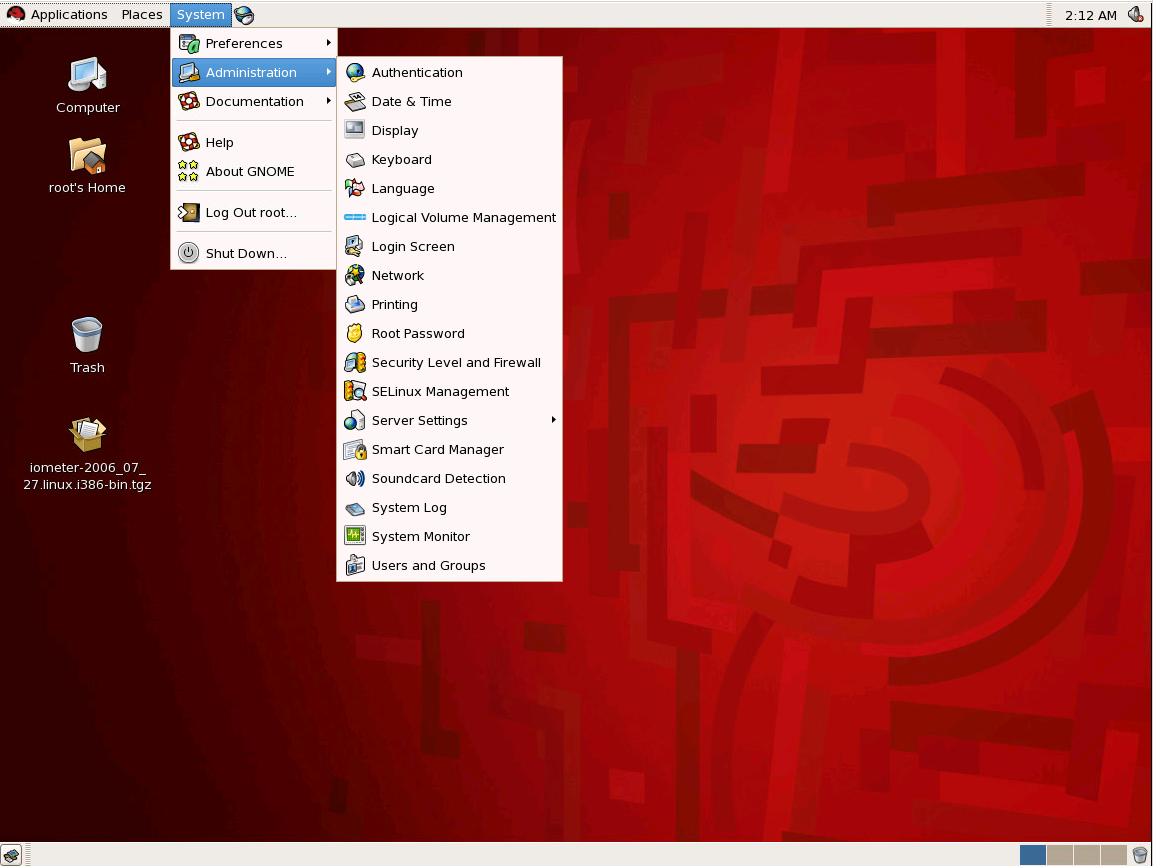 Applications Places System 2:12 AM
Preferences
Administration
Documentation
Help
About GNOME
Log Out root...
Shut Down...
Authentication
Date & Time
Display
Keyboard
Language
Logical Volume Management
Login Screen
Network
Printing
Root Password
Security Level and Firewall
SELinux Management
Server Settings
Smart Card Manager
Soundcard Detection
System Log
System Monitor
Users and Groups
Computer
root's Home
Trash
iometer-2006_07_
27.linux.i386-bin.tgz